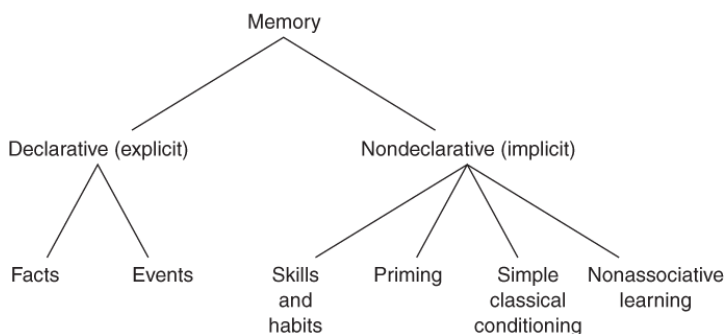 Memory
Declarative (explicit)
Nondeclarative (implicit)
Facts
Events
Skills
and
habits
Priming
Simple
classical
conditioning
Nonassociative
learning